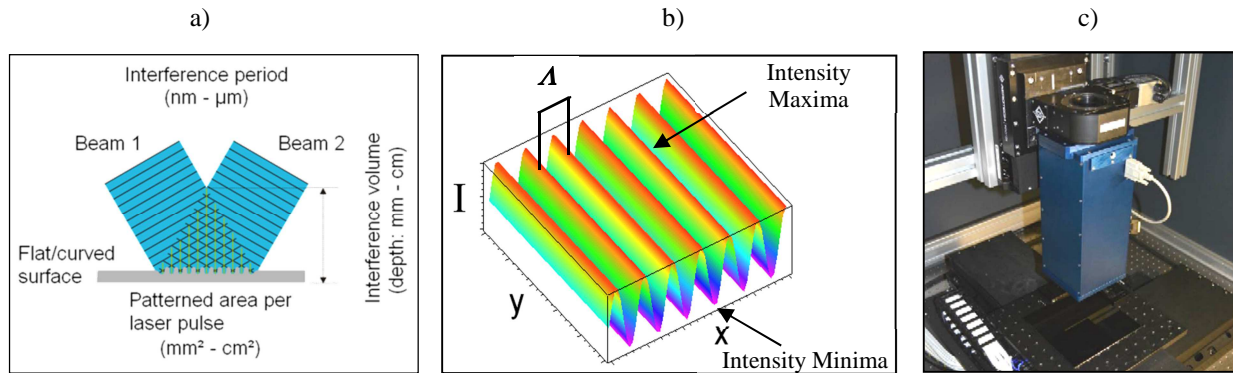 a)
b)
c)
Interference period
(nm - µm)
Beam 1
Beam 2
Flat/curved
surface
Patterned area per
laser pulse
(mm² - cm²)
Interference volume
(depth: mm - cm)
Λ
Intensity
Maxima
I
y
x
Intensity Minima